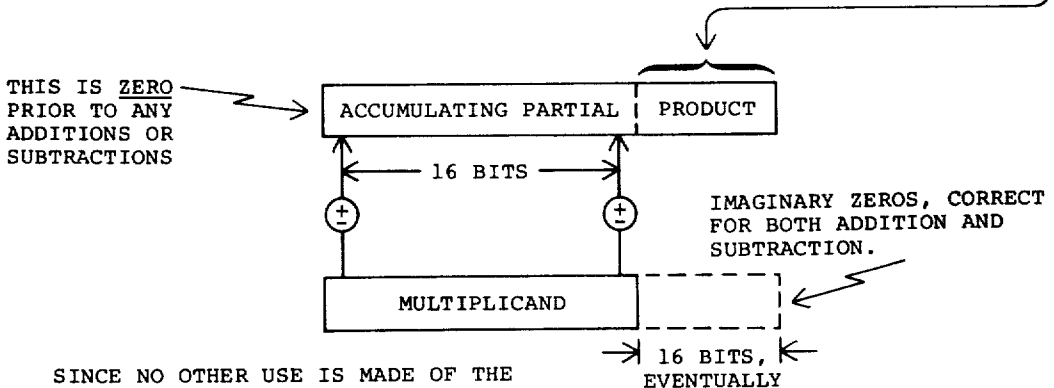 THIS IS ZERO
PRIOR TO ANY
ADDITIONS OR
SUBTRACTIONS
ACCUMULATING PARTIAL PRODUCT
16 BITS
±
±
IMAGINARY ZEROS, CORRECT
FOR BOTH ADDITION AND
SUBTRACTION.
MULTIPLICAND
16 BITS,
EVENTUALLY
SINCE NO OTHER USE IS MADE OF THE